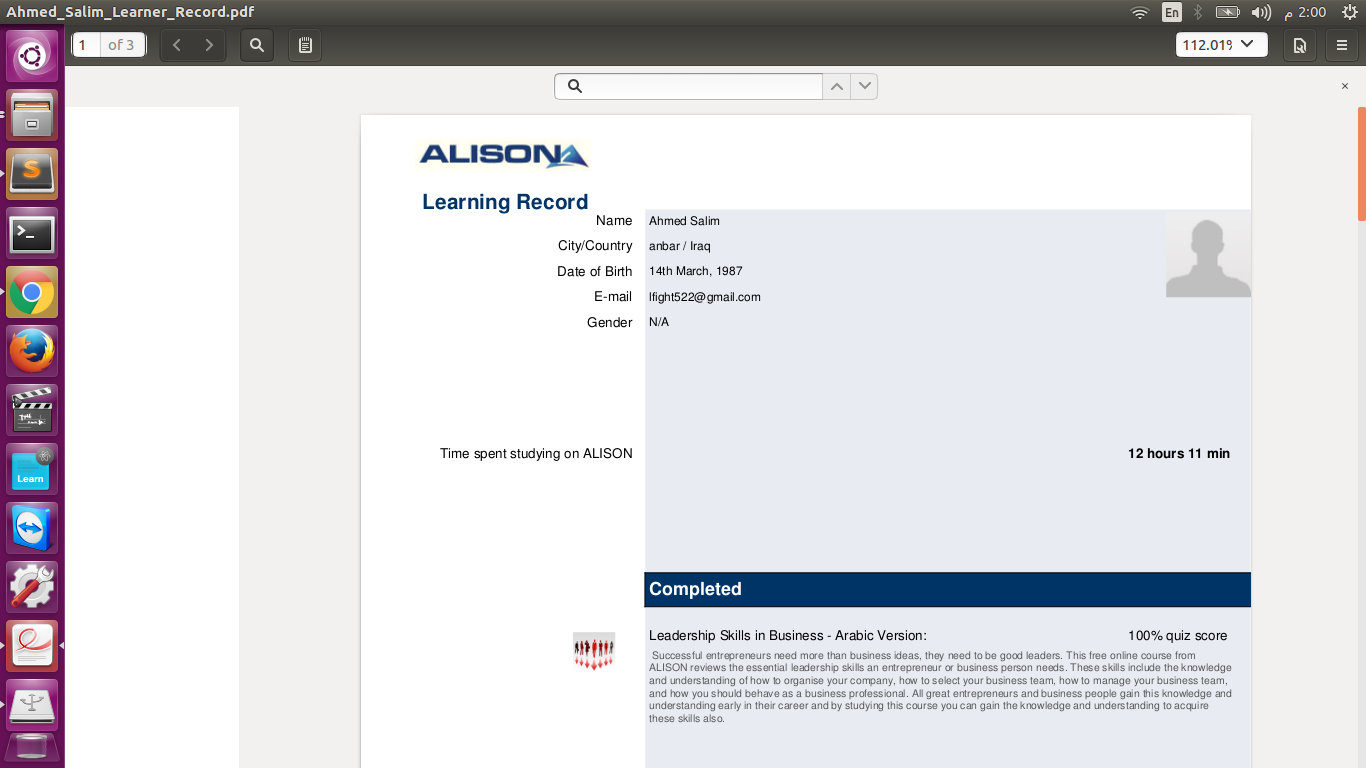 Ahmed_Salim_Learner_Record.pdf
En
2:00 م
1 of 3
112.01%
ALISON
Learning Record
Name Ahmed Salim
City/Country anbar / Iraq
Date of Birth 14th March, 1987
E-mail lfight522@gmail.com
Gender N/A
Time spent studying on ALISON 12 hours 11 min
Completed
Leadership Skills in Business - Arabic Version: 100% quiz score
Successful entrepreneurs need more than business ideas, they need to be good leaders. This free online course from
ALISON reviews the essential leadership skills an entrepreneur or business person needs. These skills include the knowledge
and understanding of how to organise your company, how to select your business team, how to manage your business team,
and how you should behave as a business professional. All great entrepreneurs and business people gain this knowledge and
understanding early in their career and by studying this course you can gain the knowledge and understanding to acquire
these skills also.
Learn